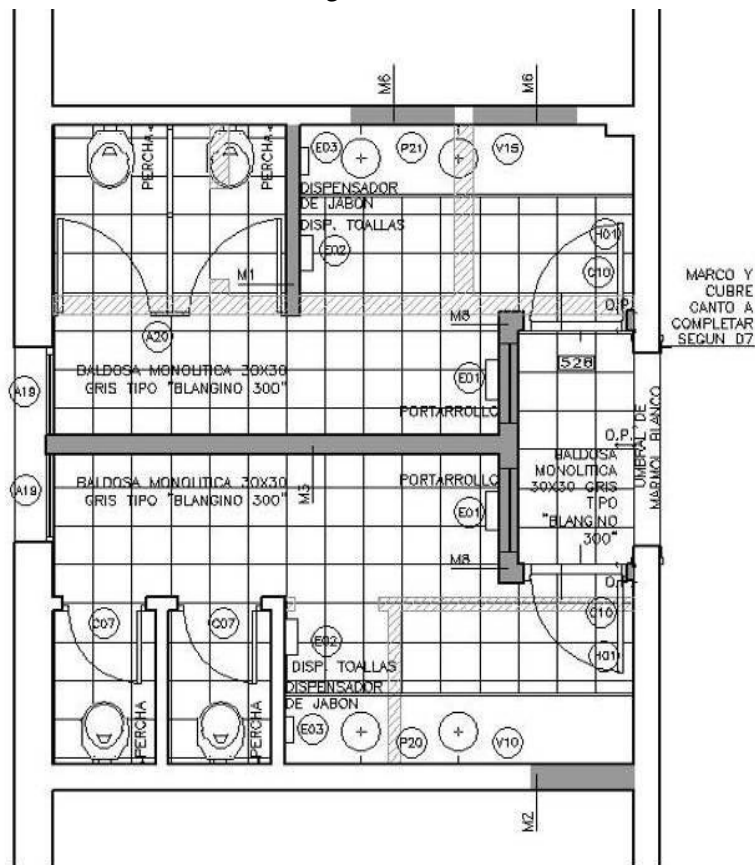 M6
M6
PERCHA
PERCHA
E03
P21
V15
DISPENSADOR
DE JABON
DISP. TOALLAS
E02
H01
C10
M1
O.P.
MARCO Y
CUBRE
CANTO A
COMPLETAR
SEGUN D7
A20
M8
528
A19
BALDOSA MONOLITICA 30X30
GRIS TIPO "BLANGINO 300"
E01
PORTARROLLO
O.P.
UMBRAL DE
MARMOL BLANCO
BALDOSA
MONOLITICA
30X30 GRIS
TIPO
"BLANGINO
300"
A19
BALDOSA MONOLITICA 30X30
GRIS TIPO "BLANGINO 300"
M3
PORTARROLLO
E01
M8
C07
C07
E02
C10
H01
DISP. TOALLAS
DISPENSADOR
DE JABON
PERCHA
PERCHA
E03
P20
V10
M2